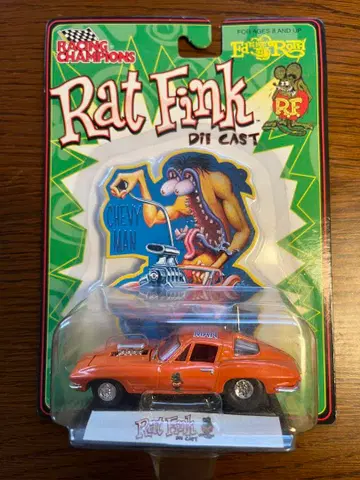 RACING
CHAMPIONS
FOR AGES 8 AND UP
Ed "Big Daddy" Roth
Rat Fink
DIE CAST
R.F.
CHEVY
MAN
Rat Fink
DIE CAST